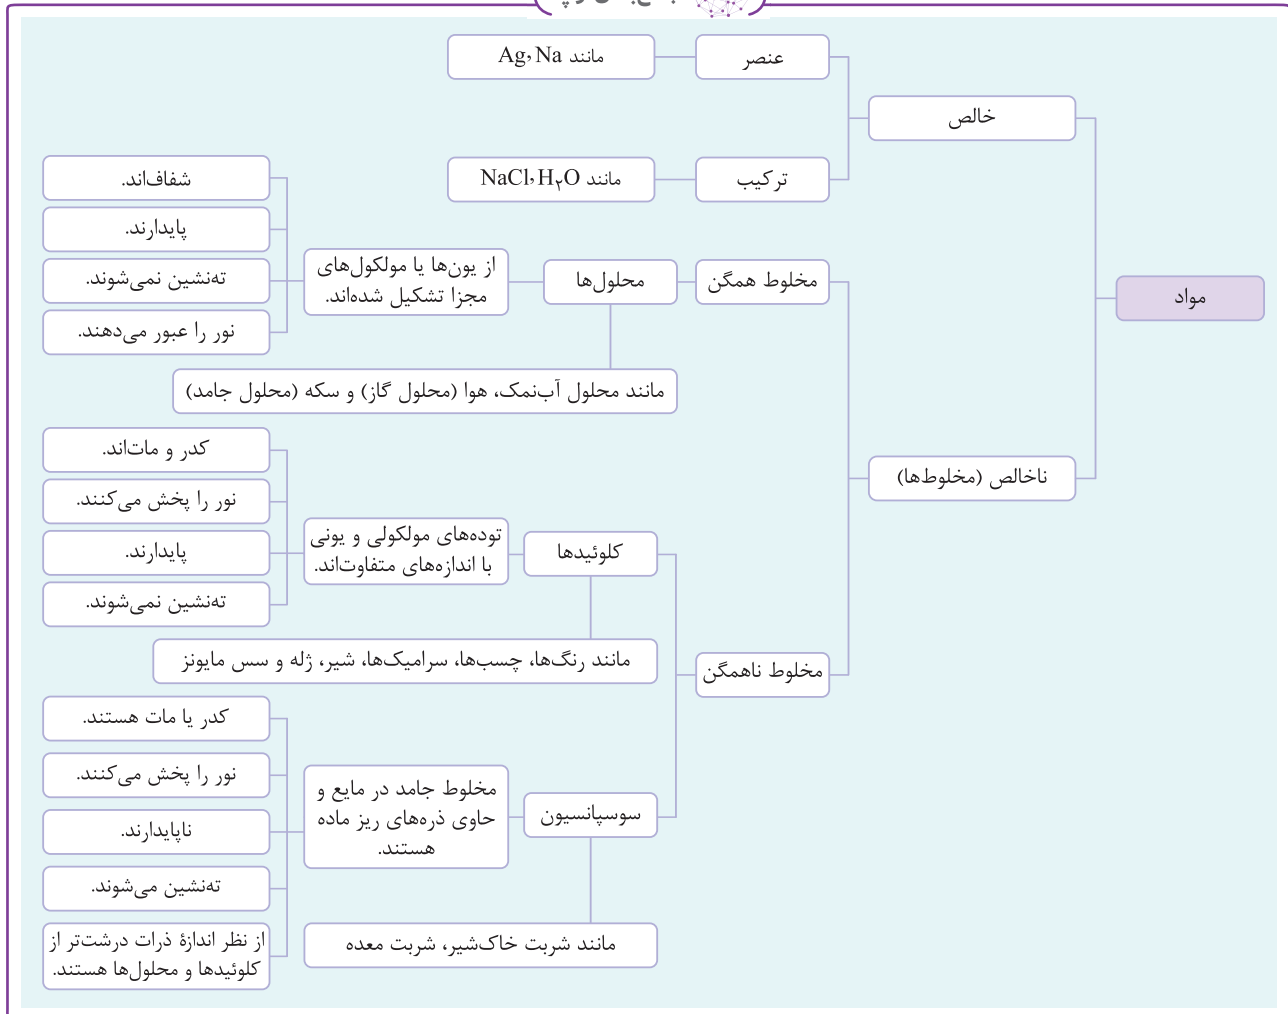 مواد
خالص
عنصر
مانند Ag،Na
ترکیب
مانند NaCl،H۲O
ناخالص (مخلوط‌ها)
مخلوط همگن
محلول‌ها
از یون‌ها یا مولکول‌های
مجزا تشکیل شده‌اند.
شفاف‌اند.
پایدارند.
ته‌نشین نمی‌شوند.
نور را عبور می‌دهند.
مانند محلول آب‌نمک، هوا (محلول گاز) و سکه (محلول جامد)
مخلوط ناهمگن
کلوئیدها
توده‌های مولکولی و یونی
با اندازه‌های متفاوت‌اند.
کدر و مات‌اند.
نور را پخش می‌کنند.
پایدارند.
ته‌نشین نمی‌شوند.
مانند رنگ‌ها، چسب‌ها، سرامیک‌ها، شیر، ژله و سس مایونز
سوسپانسیون
مخلوط جامد در مایع و
حاوی ذره‌های ریز ماده
هستند.
کدر یا مات هستند.
نور را پخش می‌کنند.
ناپایدارند.
ته‌نشین می‌شوند.
از نظر اندازهٔ ذرات درشت‌تر از
کلوئیدها و محلول‌ها هستند.
مانند شربت خاک‌شیر، شربت معده